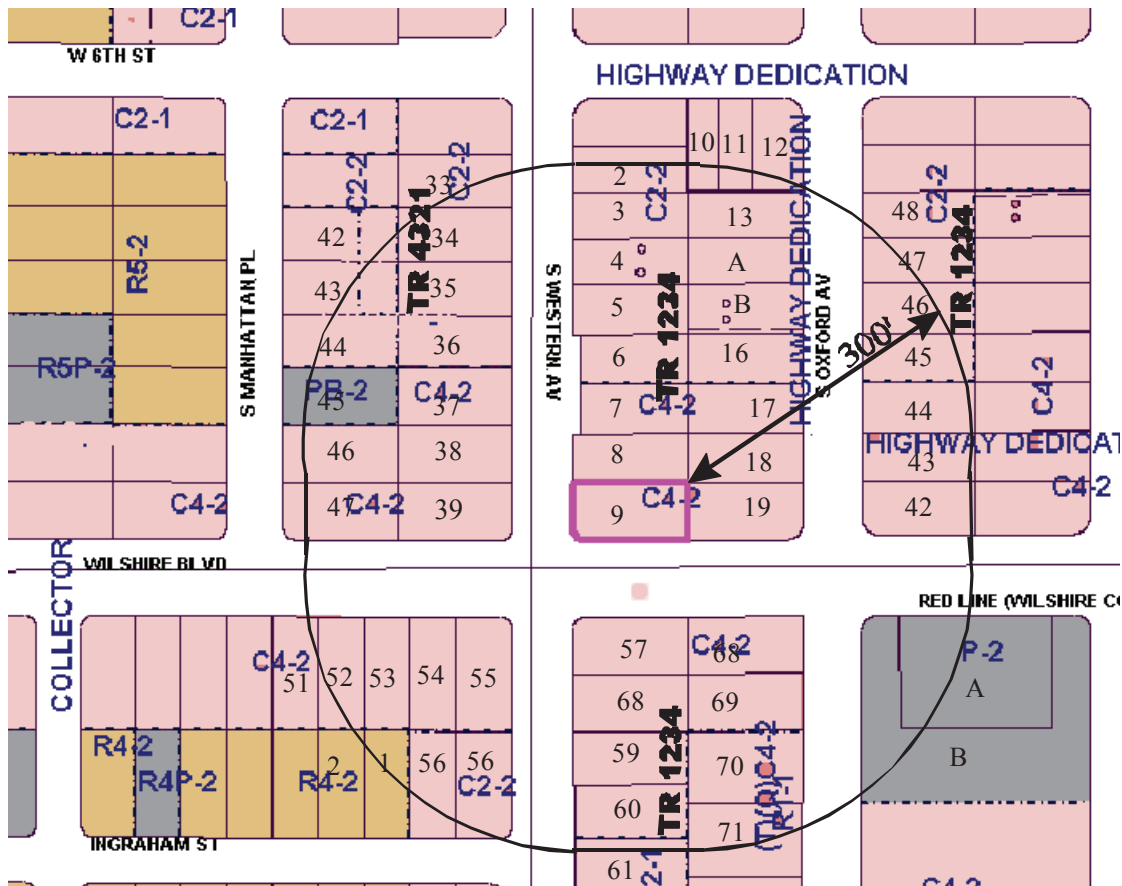 C2-1
W 6TH ST
HIGHWAY DEDICATION
C2-1
C2-1
10 11 12
C2-2
C2-2
33
2
C2-2
HIGHWAY DEDICATION
C2-2
48
3
13
TR 4321
42
34
R5-2
TR 1234
4
A
47
S MANHATTAN PL
43
35
S WESTERN AV
5
B
46
TR 1234
S OXFORD AV
300'
44
36
6
16
45
R5P-2
PB-2
45
C4-2
37
7
C4-2
17
44
C4-2
HIGHWAY DEDICAT
46
38
8
18
43
C4-2
47
C4-2
39
9
C4-2
19
42
C4-2
WILSHIRE BLVD
COLLECTOR
RED LINE (WILSHIRE C
57
C4-2
68
P-2
C4-2
51
52
53
54
55
68
69
A
TR 1234
R4-2
R4P-2
2
R4-2
1
56
56
C2-2
59
70
B
60
71
INGRAHAM ST
61
2-1
C4-2